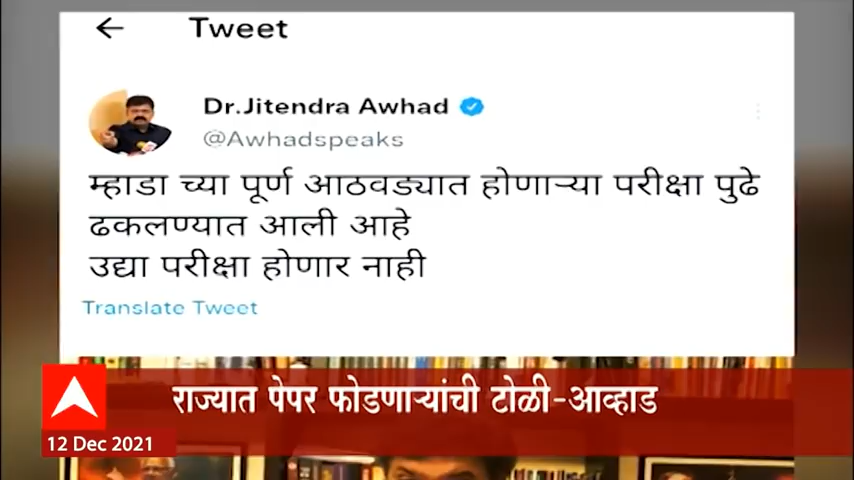 Tweet
Dr.Jitendra Awhad
@Awhadspeaks
म्हाडा च्या पूर्ण आठवड्यात होणाऱ्या परीक्षा पुढे
ढकलण्यात आली आहे
उद्या परीक्षा होणार नाही
Translate Tweet
राज्यात पेपर फोडणाऱ्यांची टोळी-आव्हाड
12 Dec 2021